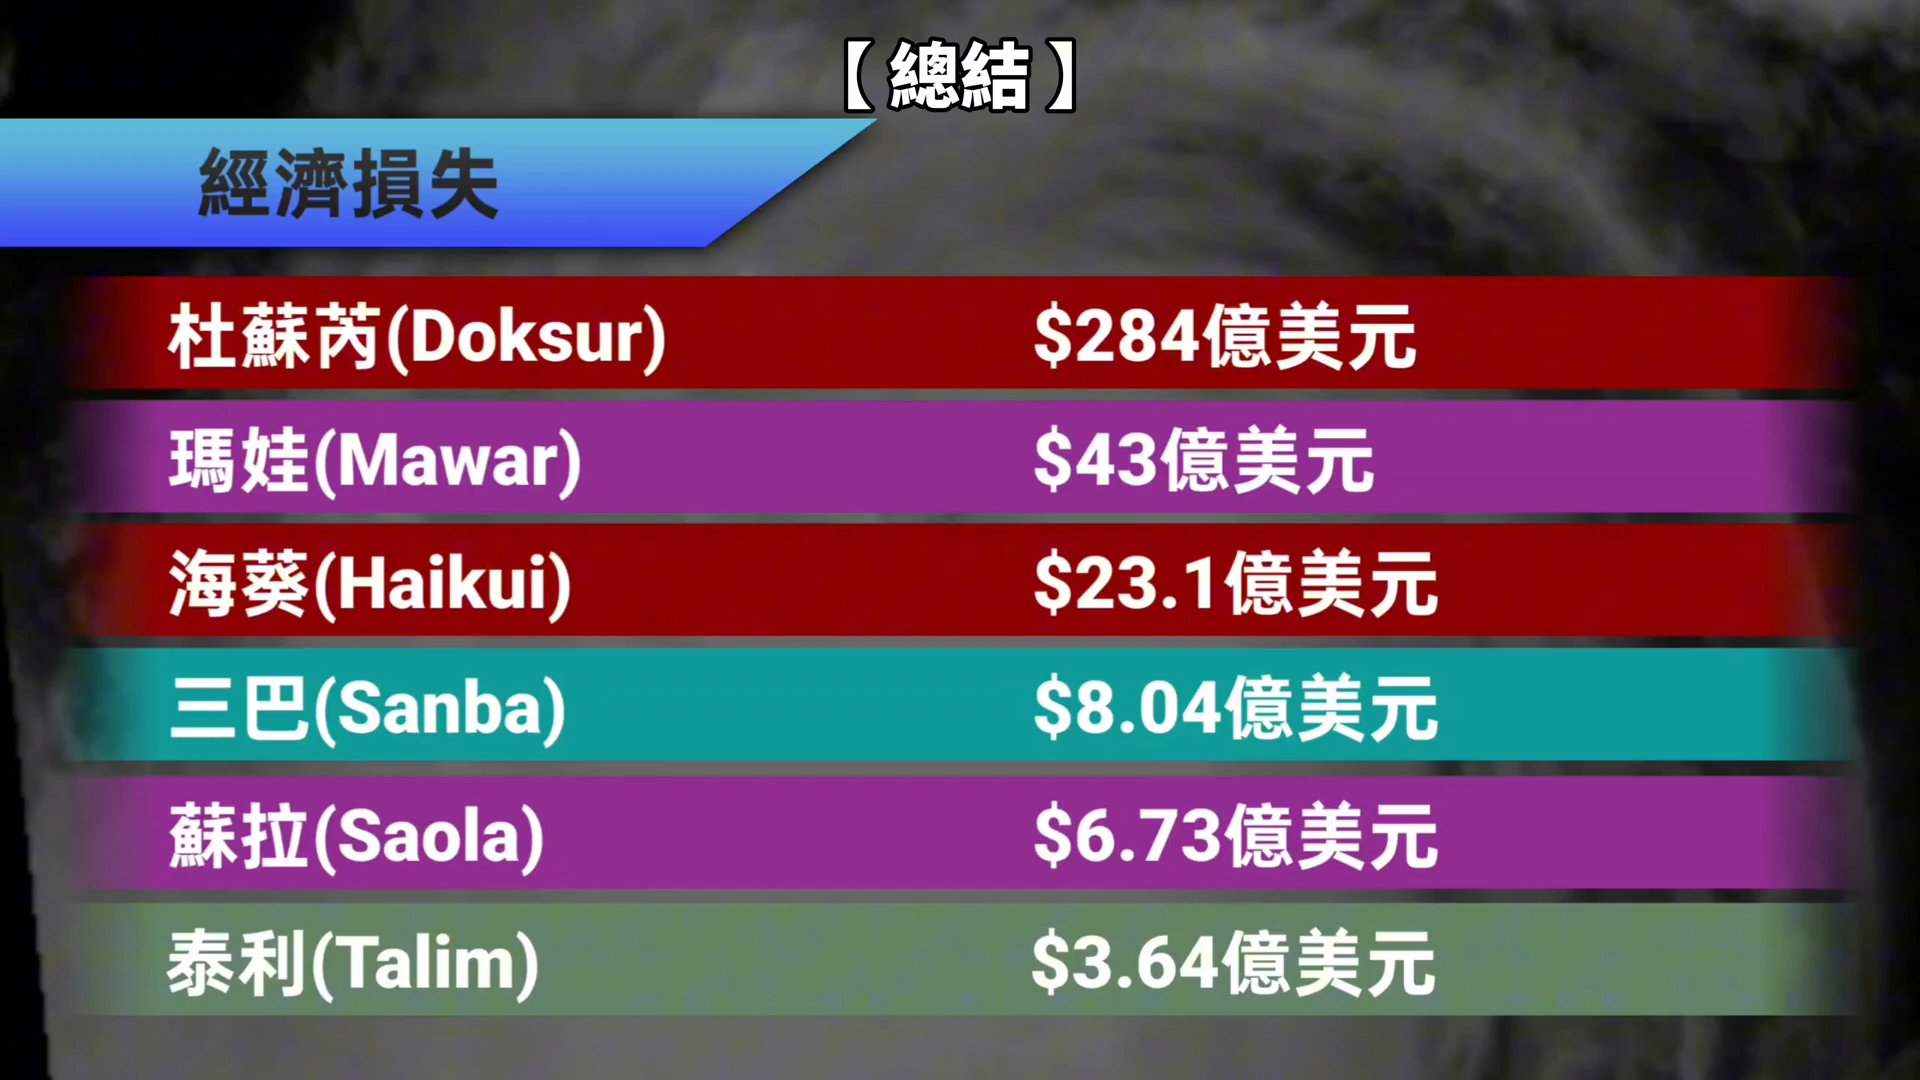 【總結】
經濟損失
杜蘇芮(Doksur) $284億美元
瑪娃(Mawar) $43億美元
海葵(Haikui) $23.1億美元
三巴(Sanba) $8.04億美元
蘇拉(Saola) $6.73億美元
泰利(Talim) $3.64億美元